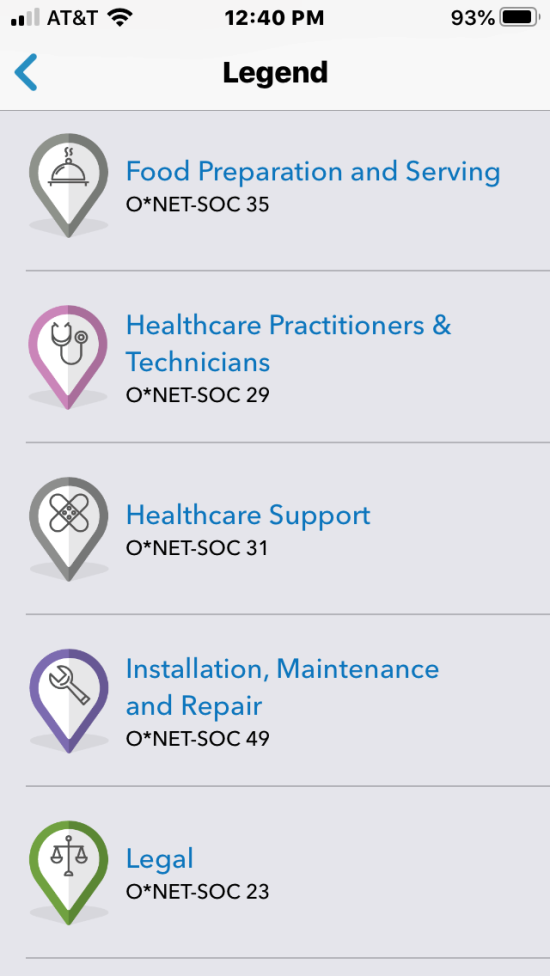 AT&T 12:40 PM 93%
Legend
Food Preparation and Serving
O*NET-SOC 35
Healthcare Practitioners &
Technicians
O*NET-SOC 29
Healthcare Support
O*NET-SOC 31
Installation, Maintenance
and Repair
O*NET-SOC 49
Legal
O*NET-SOC 23